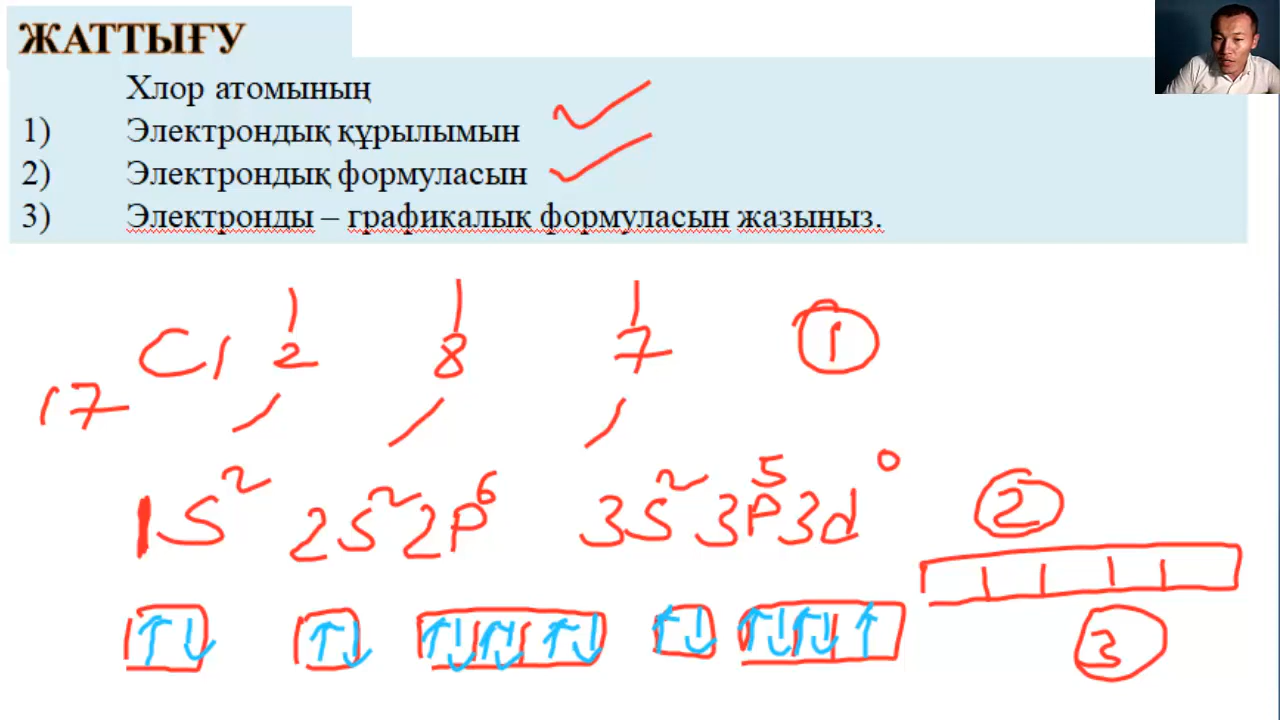 ЖАТТЫҒУ
Хлор атомының
1) Электрондық құрылымын
2) Электрондық формуласын
3) Электронды – графикалық формуласын жазыңыз.
17 Cl 2 8 7 1
1s² 2s² 2p⁶ 3s² 3p⁵ 3d⁰ 2
↑↓ ↑↓ ↑↓ ↑↓ ↑↓ ↑↓ ↑↓ ↑↓ ↑ 3